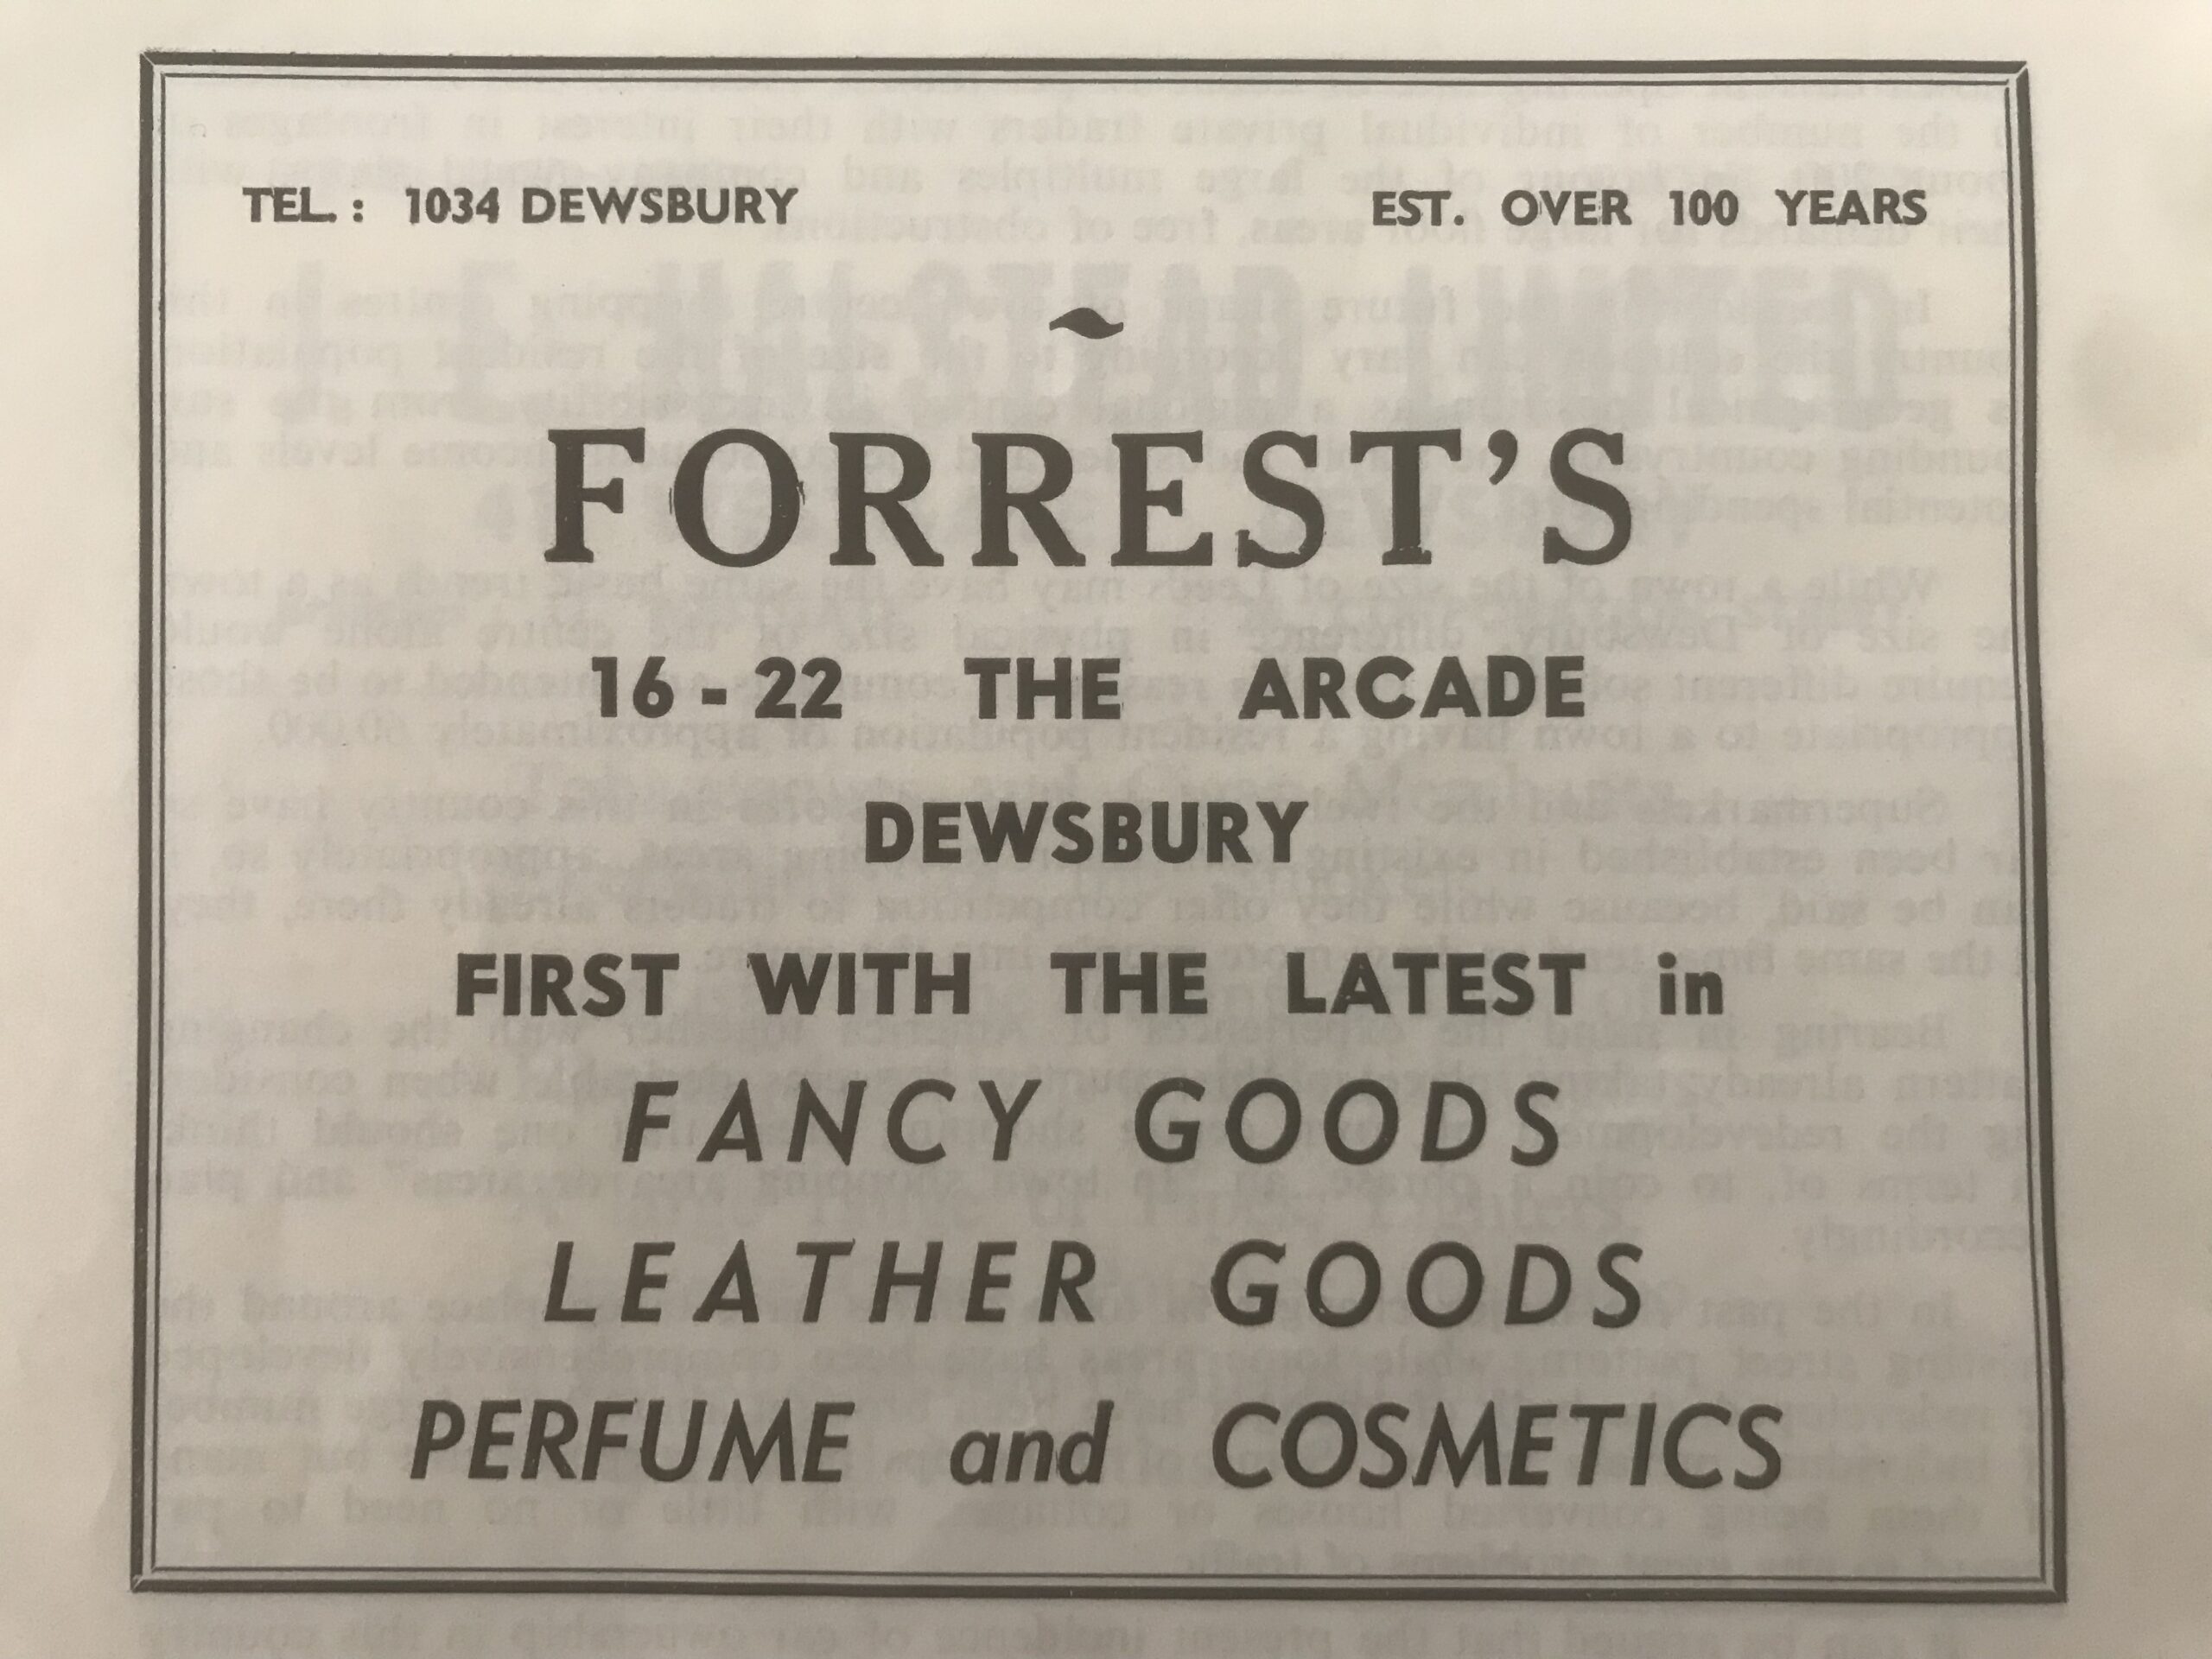 TEL. : 1034 DEWSBURY EST. OVER 100 YEARS
FORREST'S
16 - 22 THE ARCADE
DEWSBURY
FIRST WITH THE LATEST in
FANCY GOODS
LEATHER GOODS
PERFUME and COSMETICS